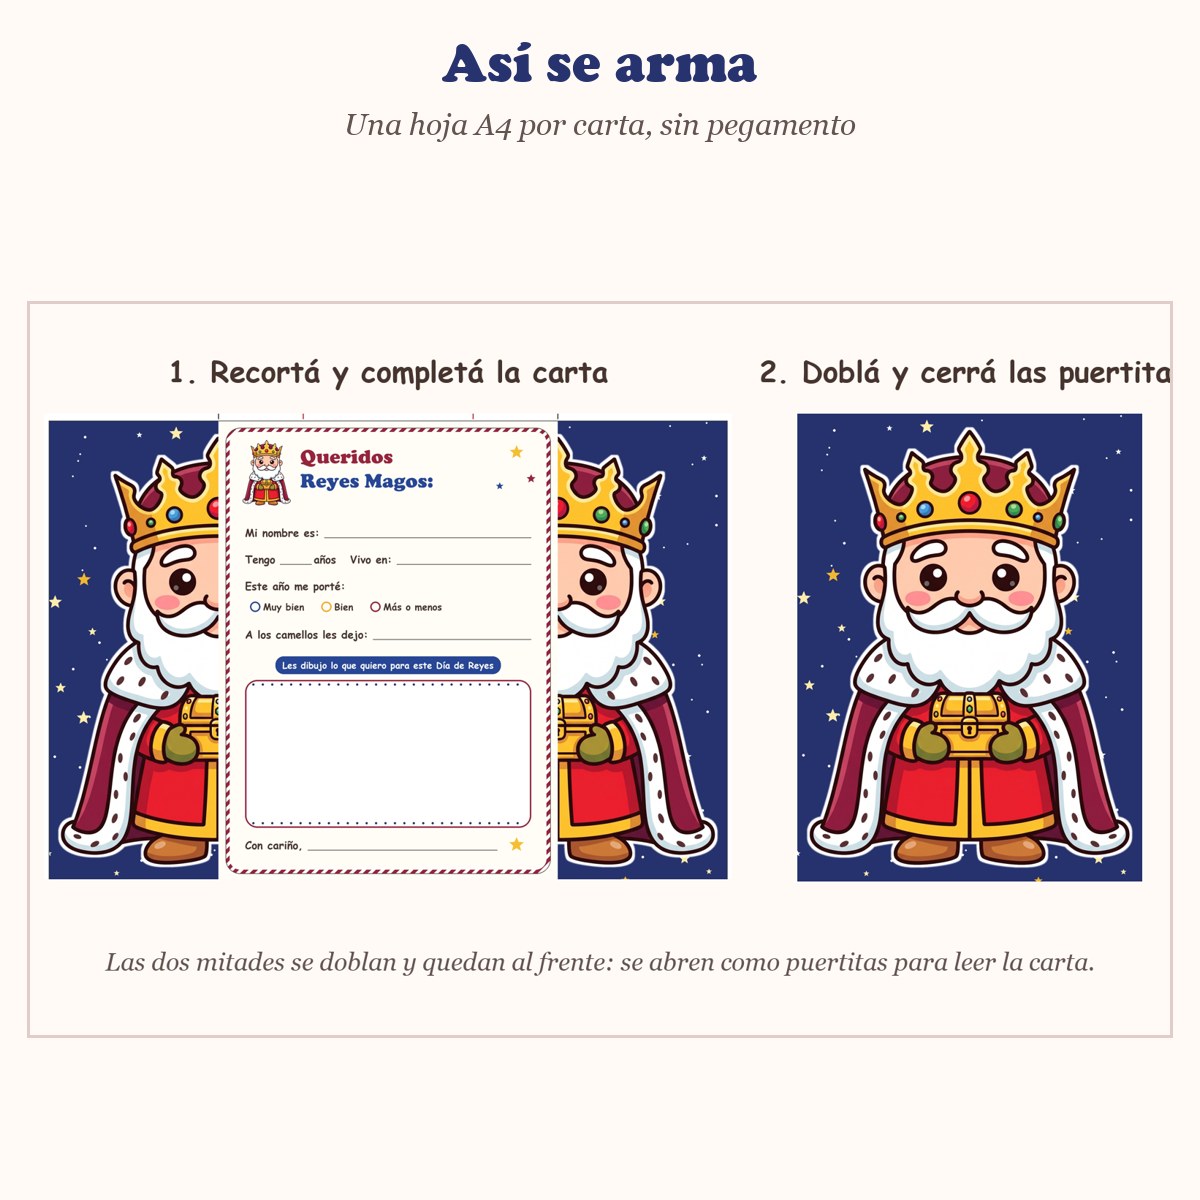 Así se arma
Una hoja A4 por carta, sin pegamento
1. Recortá y completá la carta
2. Doblá y cerrá las puertita
Queridos
Reyes Magos:
Mi nombre es:
Tengo años Vivo en:
Este año me porté:
Muy bien Bien Más o menos
A los camellos les dejo:
Les dibujo lo que quiero para este Día de Reyes
Con cariño,
Las dos mitades se doblan y quedan al frente: se abren como puertitas para leer la carta.